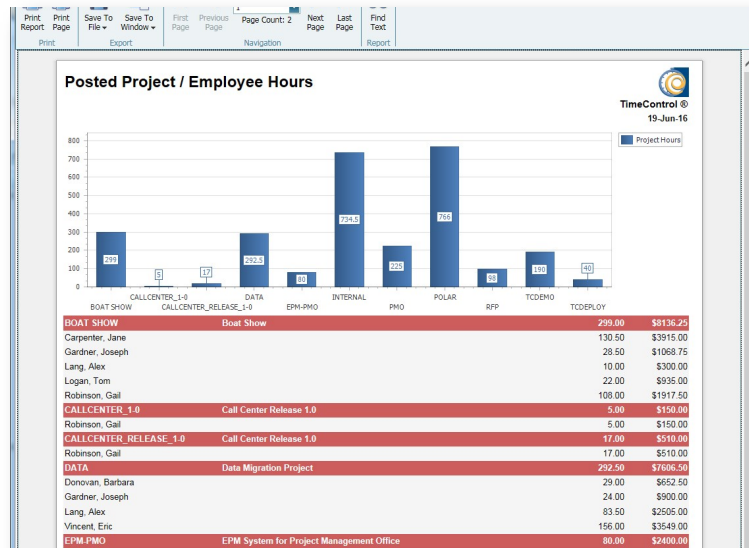 Print Report
Print Page
Save To File
Save To Window
First Page
Previous Page
1
Page Count: 2
Next Page
Last Page
Find Text
Print
Export
Navigation
Report
Posted Project / Employee Hours
TimeControl ®
19-Jun-16
Project Hours
800
700
600
500
400
300
200
100
0
299
5
17
292.5
80
734.5
225
766
98
190
40
CALLCENTER_1-0 DATA INTERNAL POLAR TCDEMO
BOAT SHOW CALLCENTER_RELEASE_1-0 EPM-PMO PMO RFP TCDEPLOY
BOAT SHOW Boat Show 299.00 $8136.25
Carpenter, Jane 130.50 $3915.00
Gardner, Joseph 28.50 $1068.75
Lang, Alex 10.00 $300.00
Logan, Tom 22.00 $935.00
Robinson, Gail 108.00 $1917.50
CALLCENTER_1-0 Call Center Release 1.0 5.00 $150.00
Robinson, Gail 5.00 $150.00
CALLCENTER_RELEASE_1-0 Call Center Release 1.0 17.00 $510.00
Robinson, Gail 17.00 $510.00
DATA Data Migration Project 292.50 $7606.50
Donovan, Barbara 29.00 $652.50
Gardner, Joseph 24.00 $900.00
Lang, Alex 83.50 $2505.00
Vincent, Eric 156.00 $3549.00
EPM-PMO EPM System for Project Management Office 80.00 $2400.00